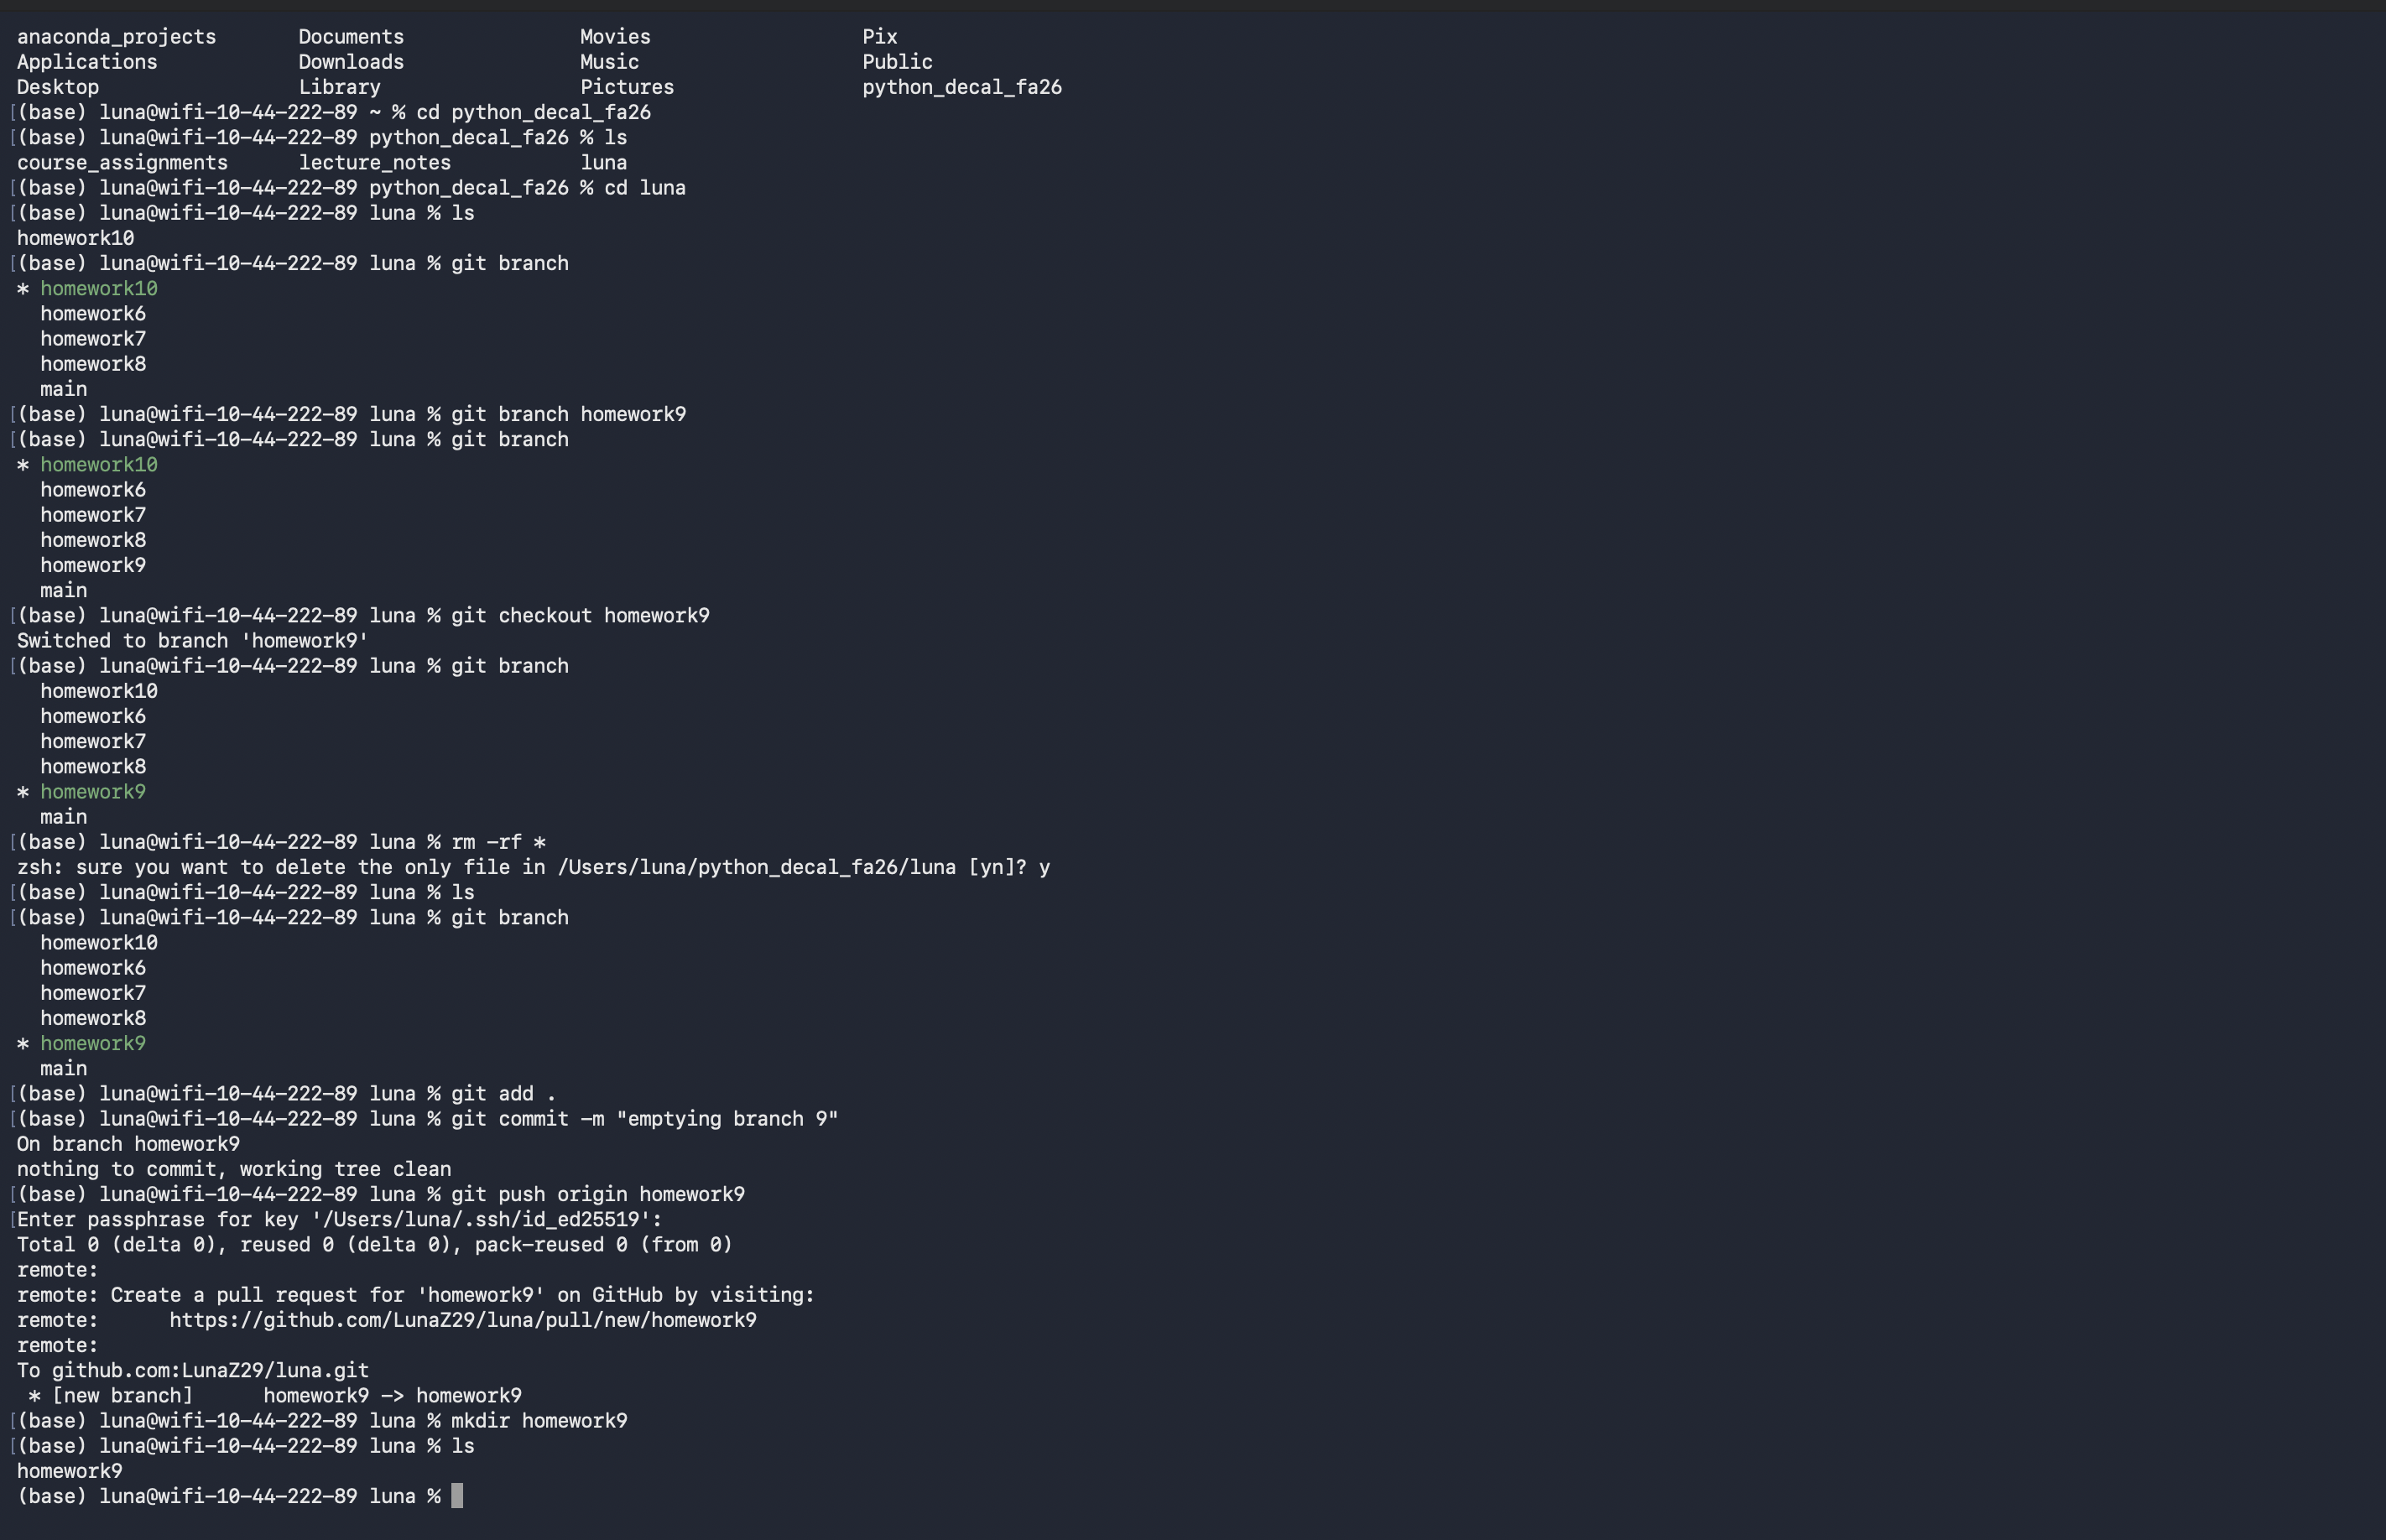 anaconda_projects       Documents               Movies                  Pix
Applications            Downloads               Music                   Public
Desktop                 Library                 Pictures                python_decal_fa26
[(base) luna@wifi-10-44-222-89 ~ % cd python_decal_fa26
[(base) luna@wifi-10-44-222-89 python_decal_fa26 % ls
course_assignments      lecture_notes           luna
[(base) luna@wifi-10-44-222-89 python_decal_fa26 % cd luna
[(base) luna@wifi-10-44-222-89 luna % ls
homework10
[(base) luna@wifi-10-44-222-89 luna % git branch
* homework10
  homework6
  homework7
  homework8
  main
[(base) luna@wifi-10-44-222-89 luna % git branch homework9
[(base) luna@wifi-10-44-222-89 luna % git branch
* homework10
  homework6
  homework7
  homework8
  homework9
  main
[(base) luna@wifi-10-44-222-89 luna % git checkout homework9
Switched to branch 'homework9'
[(base) luna@wifi-10-44-222-89 luna % git branch
  homework10
  homework6
  homework7
  homework8
* homework9
  main
[(base) luna@wifi-10-44-222-89 luna % rm -rf *
zsh: sure you want to delete the only file in /Users/luna/python_decal_fa26/luna [yn]? y
[(base) luna@wifi-10-44-222-89 luna % ls
[(base) luna@wifi-10-44-222-89 luna % git branch
  homework10
  homework6
  homework7
  homework8
* homework9
  main
[(base) luna@wifi-10-44-222-89 luna % git add .
[(base) luna@wifi-10-44-222-89 luna % git commit -m "emptying branch 9"
On branch homework9
nothing to commit, working tree clean
[(base) luna@wifi-10-44-222-89 luna % git push origin homework9
[Enter passphrase for key '/Users/luna/.ssh/id_ed25519':
Total 0 (delta 0), reused 0 (delta 0), pack-reused 0 (from 0)
remote:
remote: Create a pull request for 'homework9' on GitHub by visiting:
remote:      https://github.com/LunaZ29/luna/pull/new/homework9
remote:
To github.com:LunaZ29/luna.git
 * [new branch]      homework9 -> homework9
[(base) luna@wifi-10-44-222-89 luna % mkdir homework9
[(base) luna@wifi-10-44-222-89 luna % ls
homework9
(base) luna@wifi-10-44-222-89 luna %